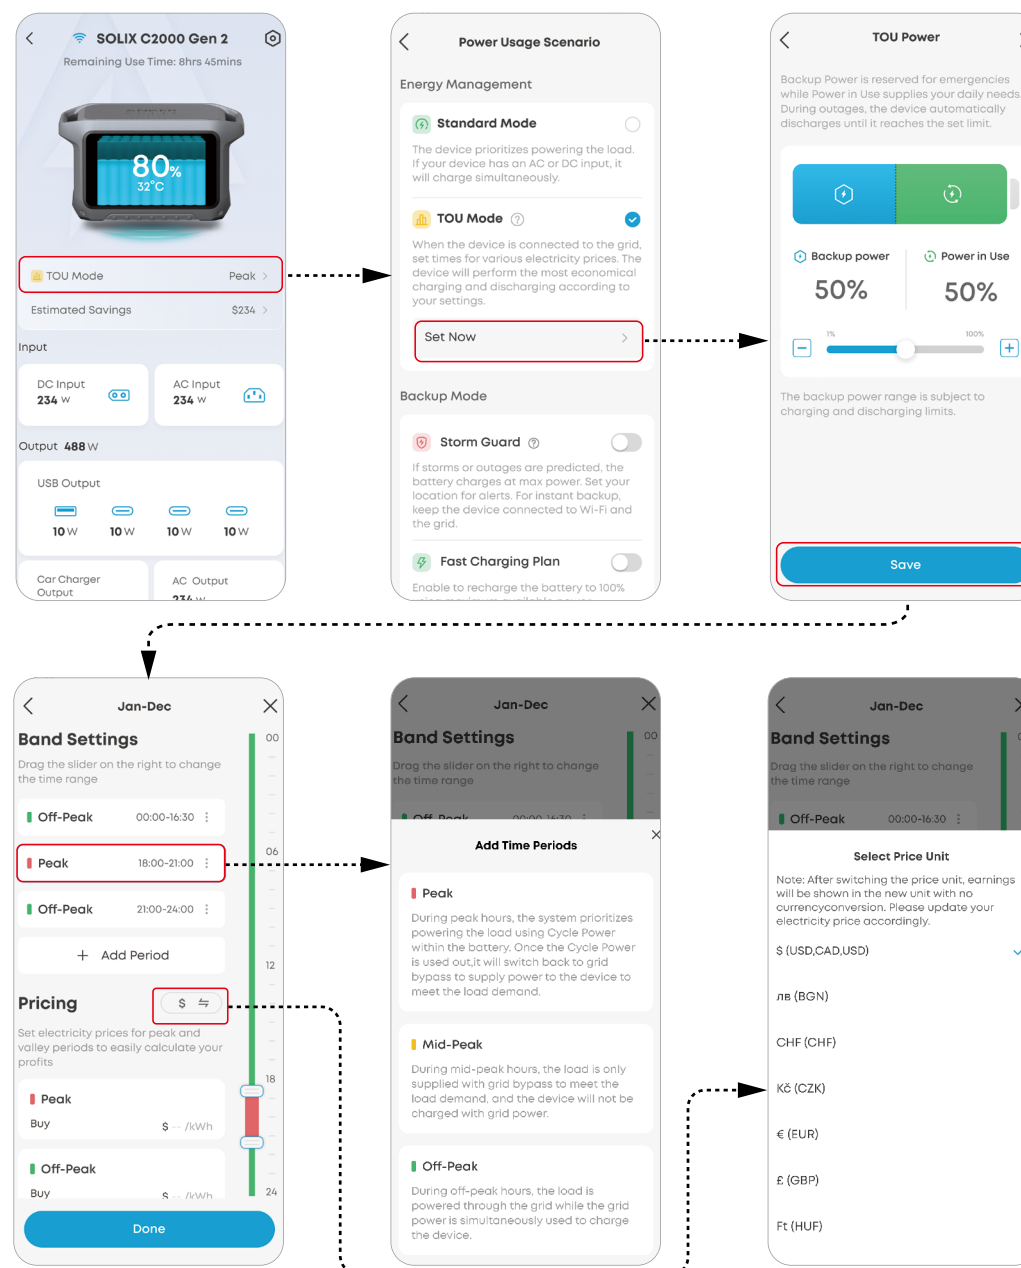 SOLIX C2000 Gen 2
Remaining Use Time: 8hrs 45mins
80%
32°C
TOU Mode
Peak
Estimated Savings
$234
Input
DC Input
234 W
AC Input
234 W
Output 488 W
USB Output
10 W
10 W
10 W
10 W
Car Charger
Output
AC Output
234 W
Power Usage Scenario
Energy Management
Standard Mode
The device prioritizes powering the load.
If your device has an AC or DC input, it
will charge simultaneously.
TOU Mode
When the device is connected to the grid,
set times for various electricity prices. The
device will perform the most economical
charging and discharging according to
your settings.
Set Now
Backup Mode
Storm Guard
If storms or outages are predicted, the
battery charges at max power. Set your
location for alerts. For instant backup,
keep the device connected to Wi-Fi and
the grid.
Fast Charging Plan
Enable to recharge the battery to 100%
TOU Power
Backup Power is reserved for emergencies
while Power in Use supplies your daily needs.
During outages, the device automatically
discharges until it reaches the set limit.
Backup power
50%
Power in Use
50%
1%
100%
The backup power range is subject to
charging and discharging limits.
Save
Jan-Dec
Band Settings
Drag the slider on the right to change
the time range
Off-Peak 00:00-16:30
Peak 18:00-21:00
Off-Peak 21:00-24:00
+ Add Period
Pricing
$
Set electricity prices for peak and
valley periods to easily calculate your
profits
Peak
Buy
$ -- /kWh
Off-Peak
Buy
$ -- /kWh
Done
00
06
12
18
24
Jan-Dec
Band Settings
Drag the slider on the right to change
the time range
Off-Peak 00:00-16:30
00
Add Time Periods
Peak
During peak hours, the system prioritizes
powering the load using Cycle Power
within the battery. Once the Cycle Power
is used out,it will switch back to grid
bypass to supply power to the device to
meet the load demand.
Mid-Peak
During mid-peak hours, the load is only
supplied with grid bypass to meet the
load demand, and the device will not be
charged with grid power.
Off-Peak
During off-peak hours, the load is
powered through the grid while the grid
power is simultaneously used to charge
the device.
Jan-Dec
Band Settings
Drag the slider on the right to change
the time range
Off-Peak 00:00-16:30
Select Price Unit
Note: After switching the price unit, earnings
will be shown in the new unit with no
currencyconversion. Please update your
electricity price accordingly.
$ (USD,CAD,USD)
лв (BGN)
CHF (CHF)
Kč (CZK)
€ (EUR)
£ (GBP)
Ft (HUF)